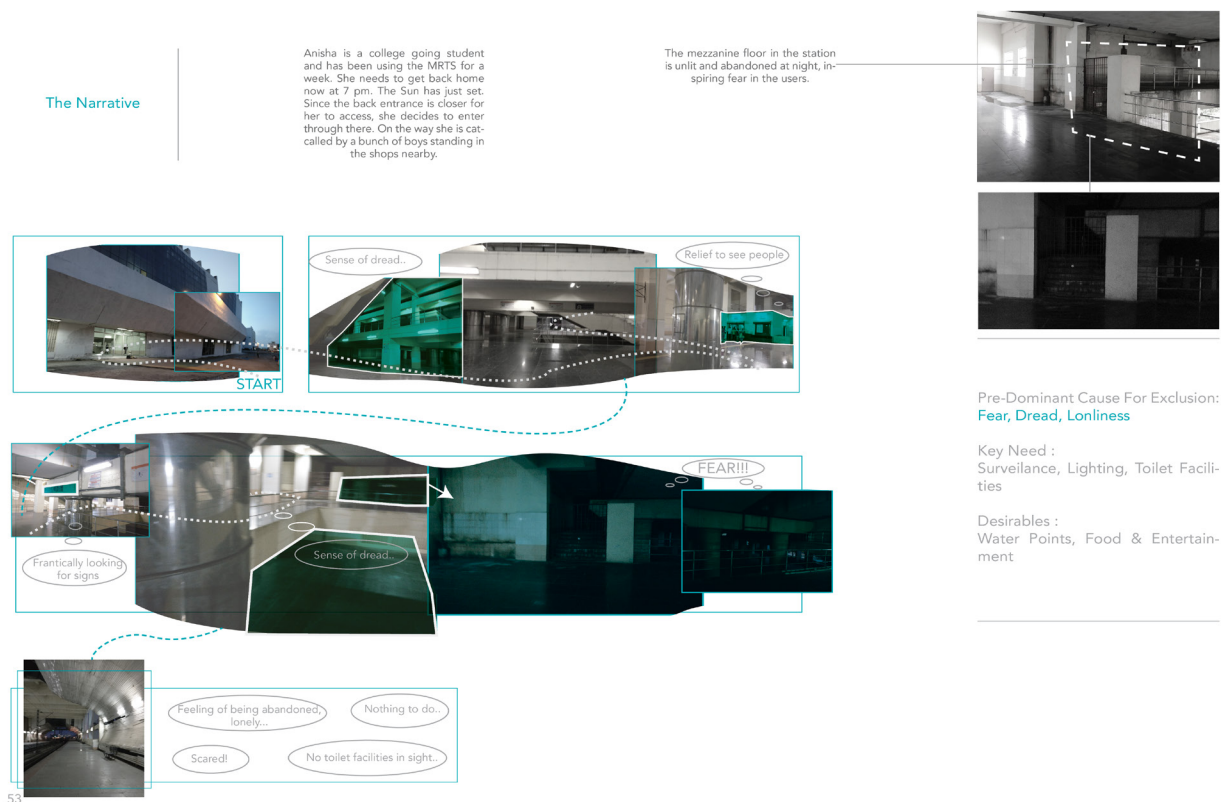 The Narrative
Anisha is a college going student
and has been using the MRTS for a
week. She needs to get back home
now at 7 pm. The Sun has just set.
Since the back entrance is closer for
her to access, she decides to enter
through there. On the way she is cat-
called by a bunch of boys standing in
the shops nearby.
The mezzanine floor in the station
is unlit and abandoned at night, in-
spiring fear in the users.
Sense of dread..
Relief to see people
START
FEAR!!!
Frantically looking
for signs
Sense of dread..
Feeling of being abandoned,
lonely...
Nothing to do..
Scared!
No toilet facilities in sight..
Pre-Dominant Cause For Exclusion:
Fear, Dread, Lonliness
Key Need :
Surveilance, Lighting, Toilet Facili-
ties
Desirables :
Water Points, Food & Entertain-
ment
53